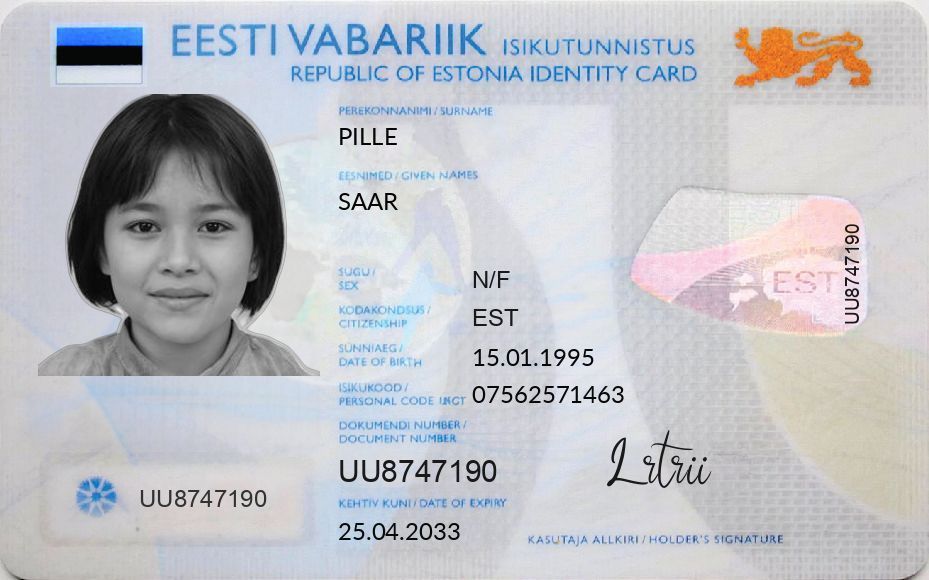 EESTI VABARIIK ISIKUTUNNISTUS
REPUBLIC OF ESTONIA IDENTITY CARD
PEREKONNANIMI / SURNAME
PILLE
EESNIMED / GIVEN NAMES
SAAR
SUGU /
SEX
N/F
KODAKONDSUS /
CITIZENSHIP
EST
SÜNNIAEG /
DATE OF BIRTH
15.01.1995
ISIKUKOOD /
PERSONAL CODE
07562571463
DOKUMENDI NUMBER /
DOCUMENT NUMBER
UU8747190
KEHTIV KUNI / DATE OF EXPIRY
25.04.2033
UU8747190
EST
UU8747190
KASUTAJA ALLKIRI / HOLDER'S SIGNATURE